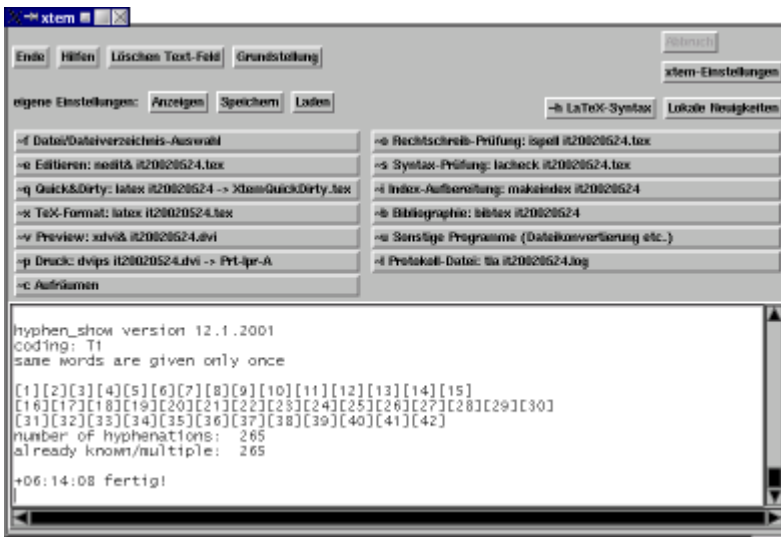 xtem
Abbruch
Ende Hilfen Löschen Text-Feld Grundstellung
xtem-Einstellungen
eigene Einstellungen: Anzeigen Speichern Laden
~h LaTeX-Syntax Lokale Neuigkeiten
~f Datei/Dateiverzeichnis-Auswahl
~e Editieren: nedit& it20020524.tex
~q Quick&Dirty: latex it20020524 -> XtemQuickDirty.tex
~x TeX-Format: latex it20020524.tex
~v Preview: xdvi& it20020524.dvi
~p Druck: dvips it20020524.dvi -> Prt-lpr-A
~c Aufräumen
~o Rechtschreib-Prüfung: ispell it20020524.tex
~s Syntax-Prüfung: lacheck it20020524.tex
~i Index-Aufbereitung: makeindex it20020524
~b Bibliographie: bibtex it20020524
~u Sonstige Programme (Dateikonvertierung etc.)
~l Protokoll-Datei: tla it20020524.log
hyphen_show version 12.1.2001
coding: T1
same words are given only once
[1][2][3][4][5][6][7][8][9][10][11][12][13][14][15]
[16][17][18][19][20][21][22][23][24][25][26][27][28][29][30]
[31][32][33][34][35][36][37][38][39][40][41][42]
number of hyphenations: 265
already known/multiple: 265
+06:14:08 fertig!